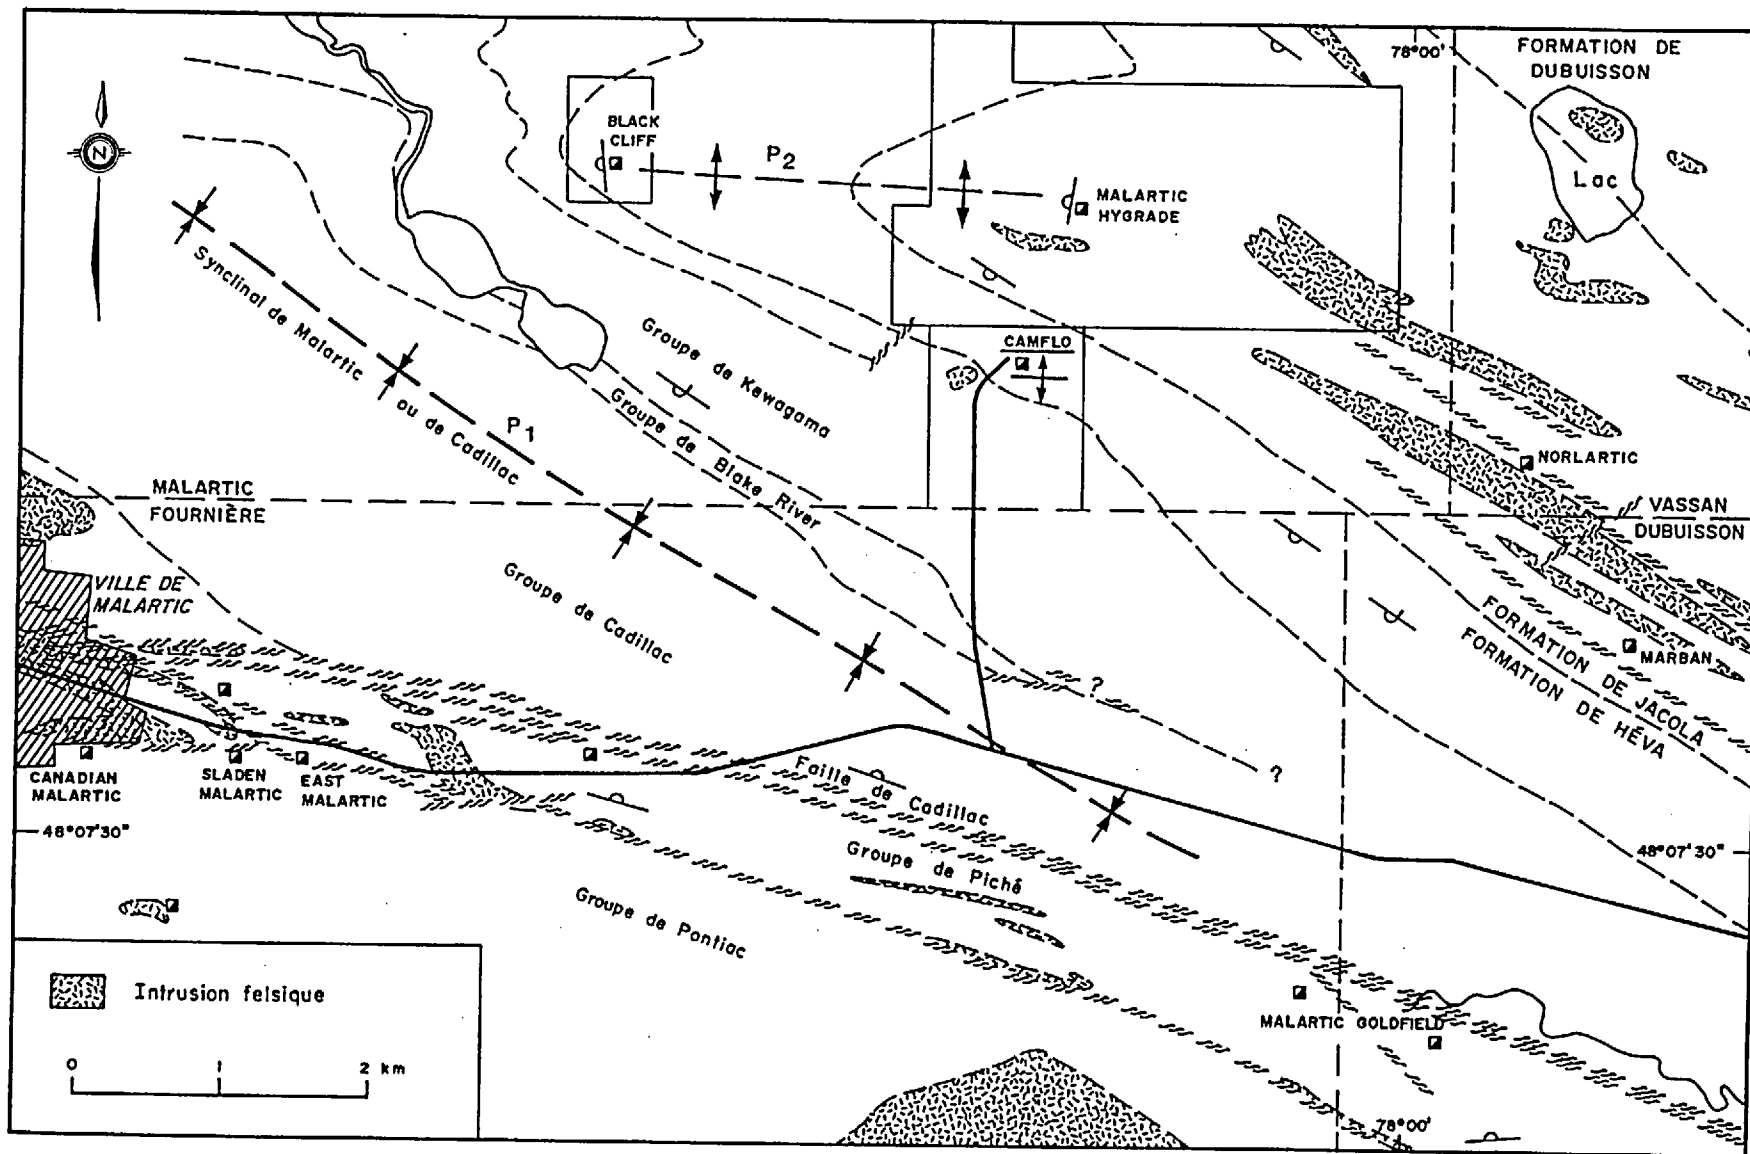 78°00'
FORMATION DE
DUBUISSON
N
BLACK
CLIFF
P2
MALARTIC
HYGRADE
Lac
Synclinal de Malartic
ou de Cadillac
P1
Groupe de Kewagama
Groupe de Blake River
CAMFLO
NORLARTIC
MALARTIC
FOURNIÈRE
VASSAN
DUBUISSON
VILLE DE
MALARTIC
Groupe de Cadillac
FORMATION DE JACOLA
FORMATION DE HÉVA
MARBAN
?
?
CANADIAN
MALARTIC
SLADEN
MALARTIC
EAST
MALARTIC
Faille de Cadillac
48°07'30"
48°07'30"
Groupe de Piché
Groupe de Pontiac
Intrusion felsique
0 1 2 km
MALARTIC GOLDFIELD
78°00'